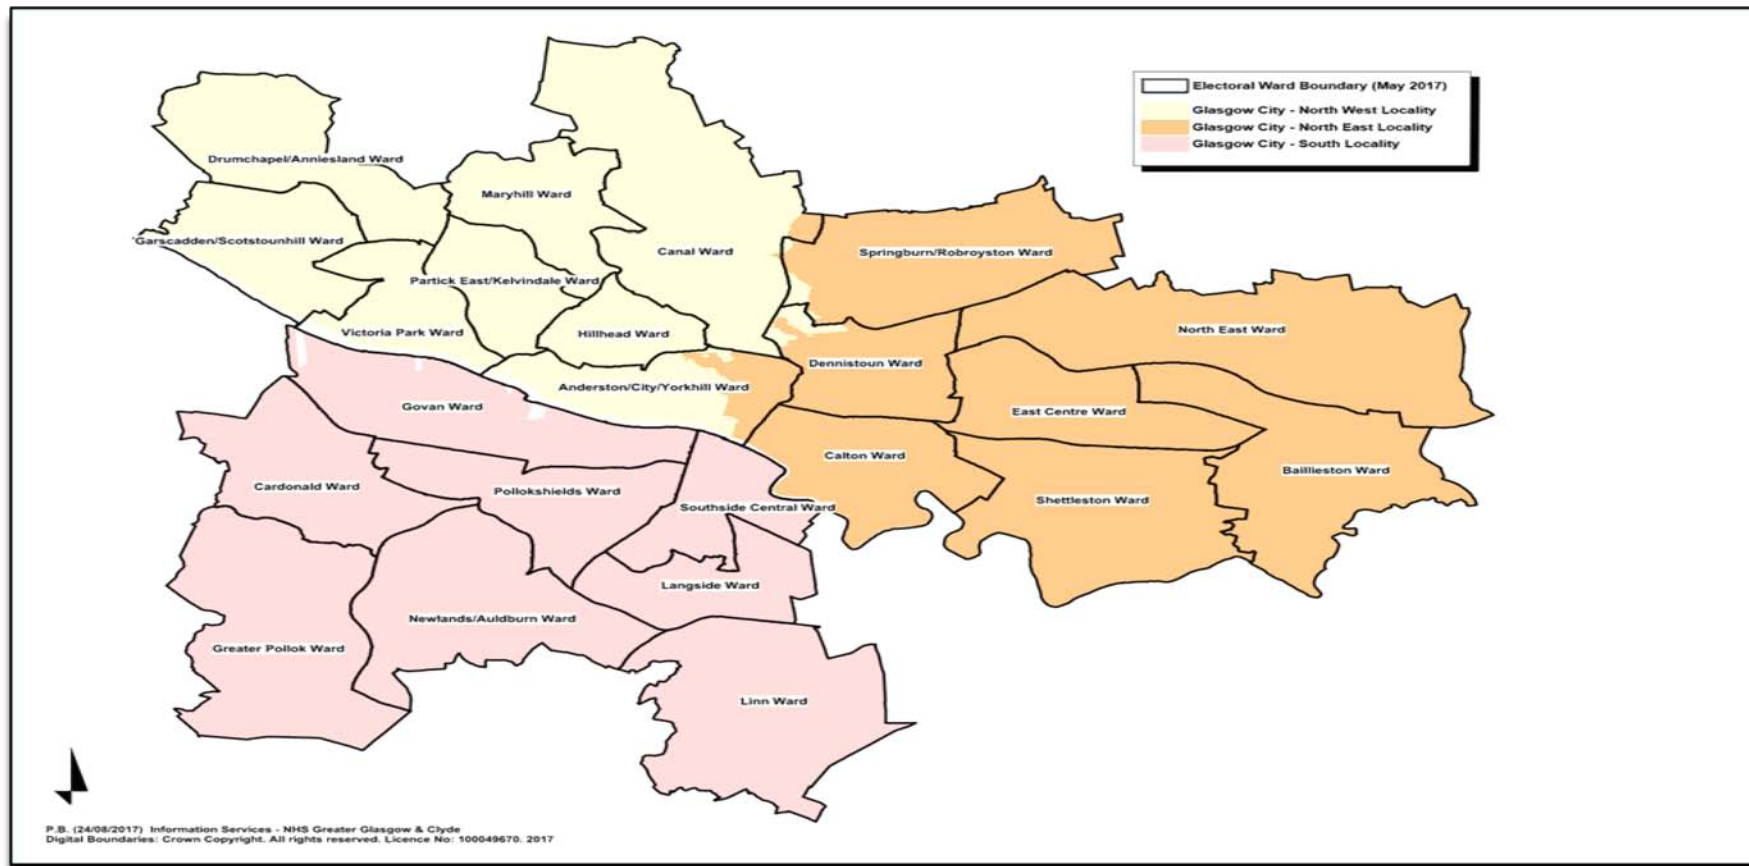 Electoral Ward Boundary (May 2017)
Glasgow City - North West Locality
Glasgow City - North East Locality
Glasgow City - South Locality
Drumchapel/Anniesland Ward
Maryhill Ward
Garscadden/Scotstounhill Ward
Canal Ward
Springburn/Robroyston Ward
Partick East/Kelvindale Ward
Victoria Park Ward
Hillhead Ward
North East Ward
Dennistoun Ward
Anderston/City/Yorkhill Ward
Govan Ward
East Centre Ward
Calton Ward
Baillieston Ward
Cardonald Ward
Pollokshields Ward
Shettleston Ward
Southside Central Ward
Langside Ward
Newlands/Auldburn Ward
Greater Pollok Ward
Linn Ward
P.B. (24/08/2017) Information Services - NHS Greater Glasgow & Clyde
Digital Boundaries: Crown Copyright. All rights reserved. Licence No: 100049670. 2017